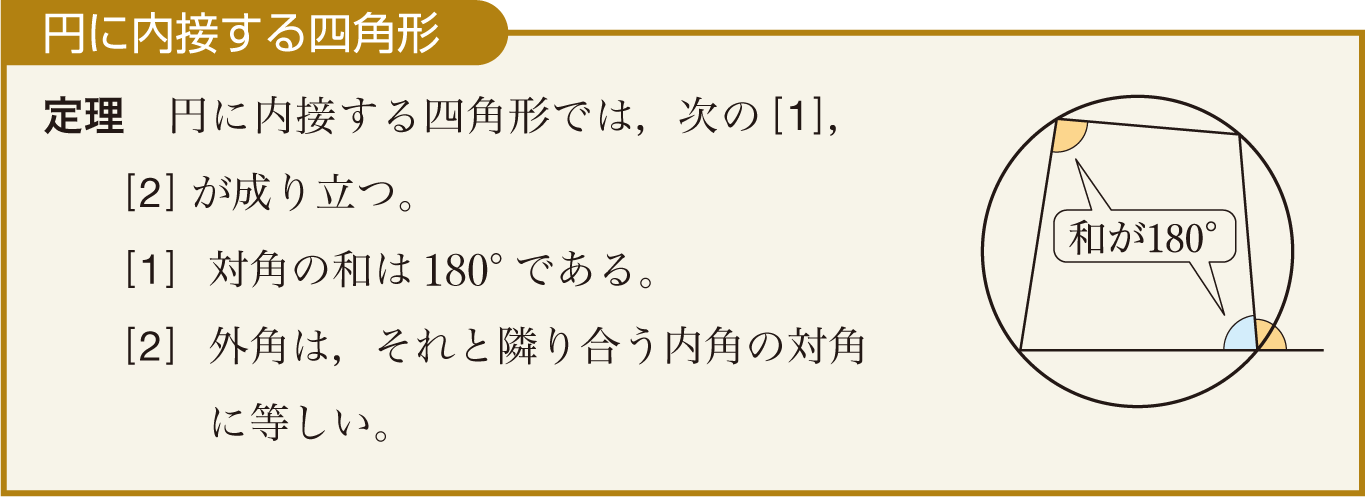 円に内接する四角形
定理　円に内接する四角形では，次の [1]，
[2] が成り立つ。
[1]　対角の和は 180° である。
[2]　外角は，それと隣り合う内角の対角
に等しい。
和が180°